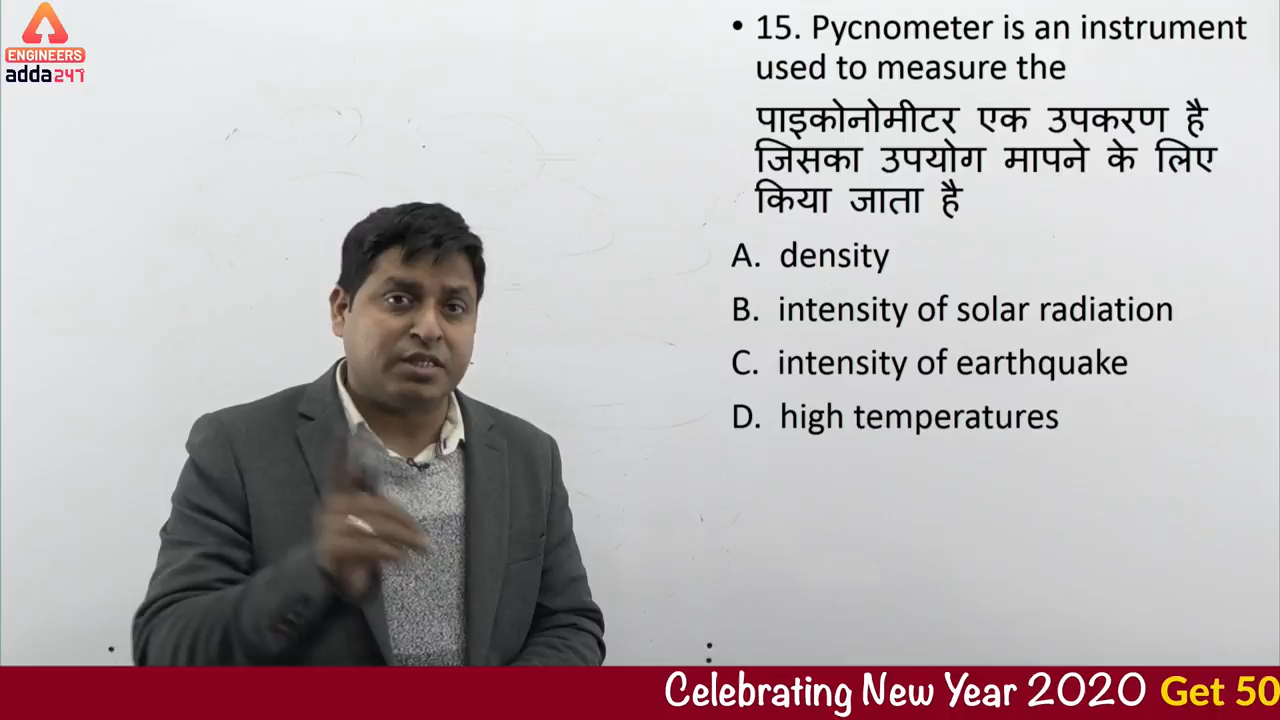 ENGINEERS
adda247
• 15. Pycnometer is an instrument
used to measure the
पाइकोनोमीटर एक उपकरण है
जिसका उपयोग मापने के लिए
किया जाता है
A. density
B. intensity of solar radiation
C. intensity of earthquake
D. high temperatures
Celebrating New Year 2020 Get 50